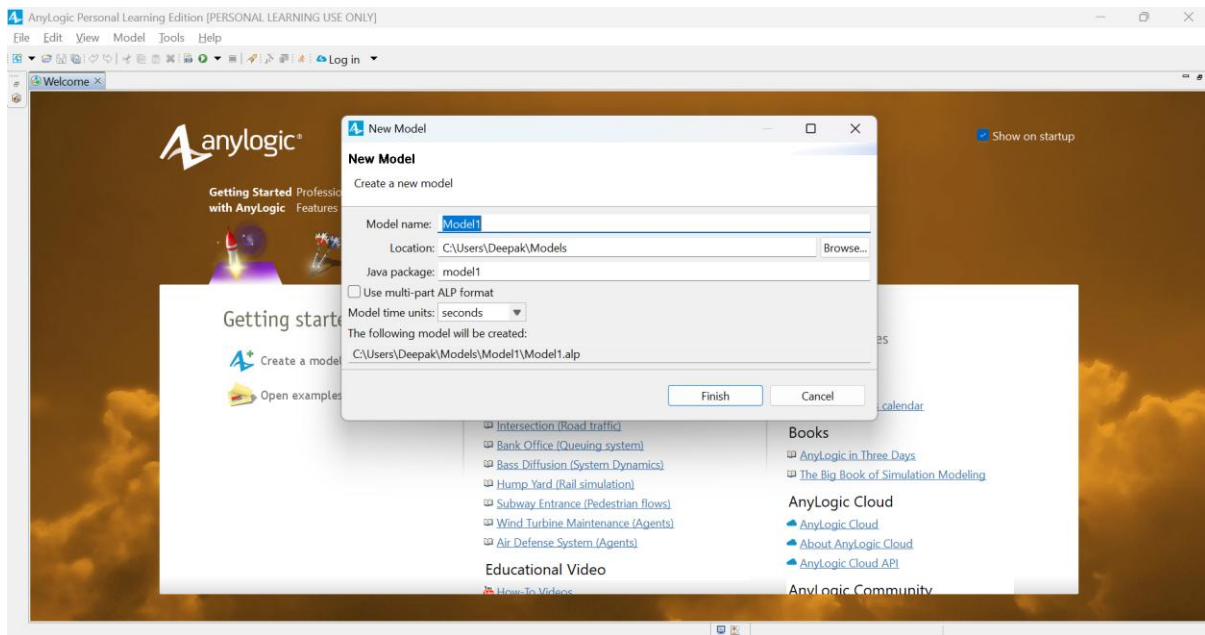 AnyLogic Personal Learning Edition [PERSONAL LEARNING USE ONLY]
File Edit View Model Tools Help
Log in
Welcome
anylogic
Show on startup
Getting Started Professio
with AnyLogic Features
New Model
New Model
Create a new model
Model name: Model1
Location: C:\Users\Deepak\Models Browse...
Java package: model1
Use multi-part ALP format
Model time units: seconds
The following model will be created:
C:\Users\Deepak\Models\Model1\Model1.alp
Finish Cancel
Getting starte
Create a model
Open examples
es
calendar
Intersection (Road traffic)
Bank Office (Queuing system)
Bass Diffusion (System Dynamics)
Hump Yard (Rail simulation)
Subway Entrance (Pedestrian flows)
Wind Turbine Maintenance (Agents)
Air Defense System (Agents)
Educational Video
How-To Videos
Books
AnyLogic in Three Days
The Big Book of Simulation Modeling
AnyLogic Cloud
AnyLogic Cloud
About AnyLogic Cloud
AnyLogic Cloud API
AnyLogic Community